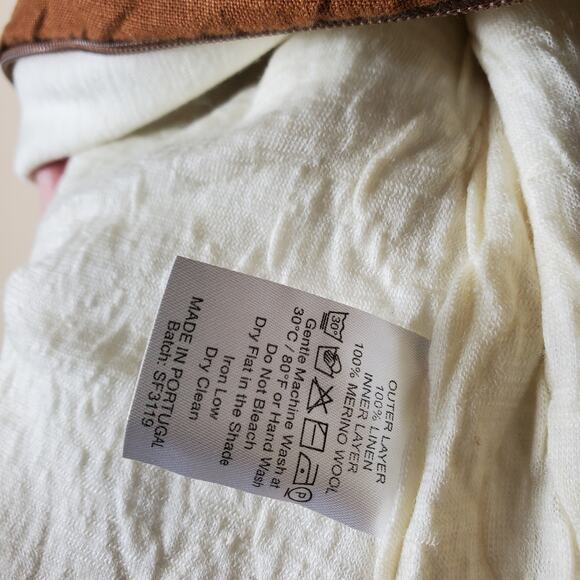 OUTER LAYER
100% LINEN
INNER LAYER
100% MERINO WOOL
30°
P
Gentle Machine Wash at
30°C / 80°F or Hand Wash
Do Not Bleach
Dry Flat in the Shade
Iron Low
Dry Clean
MADE IN PORTUGAL
Batch. SF3119